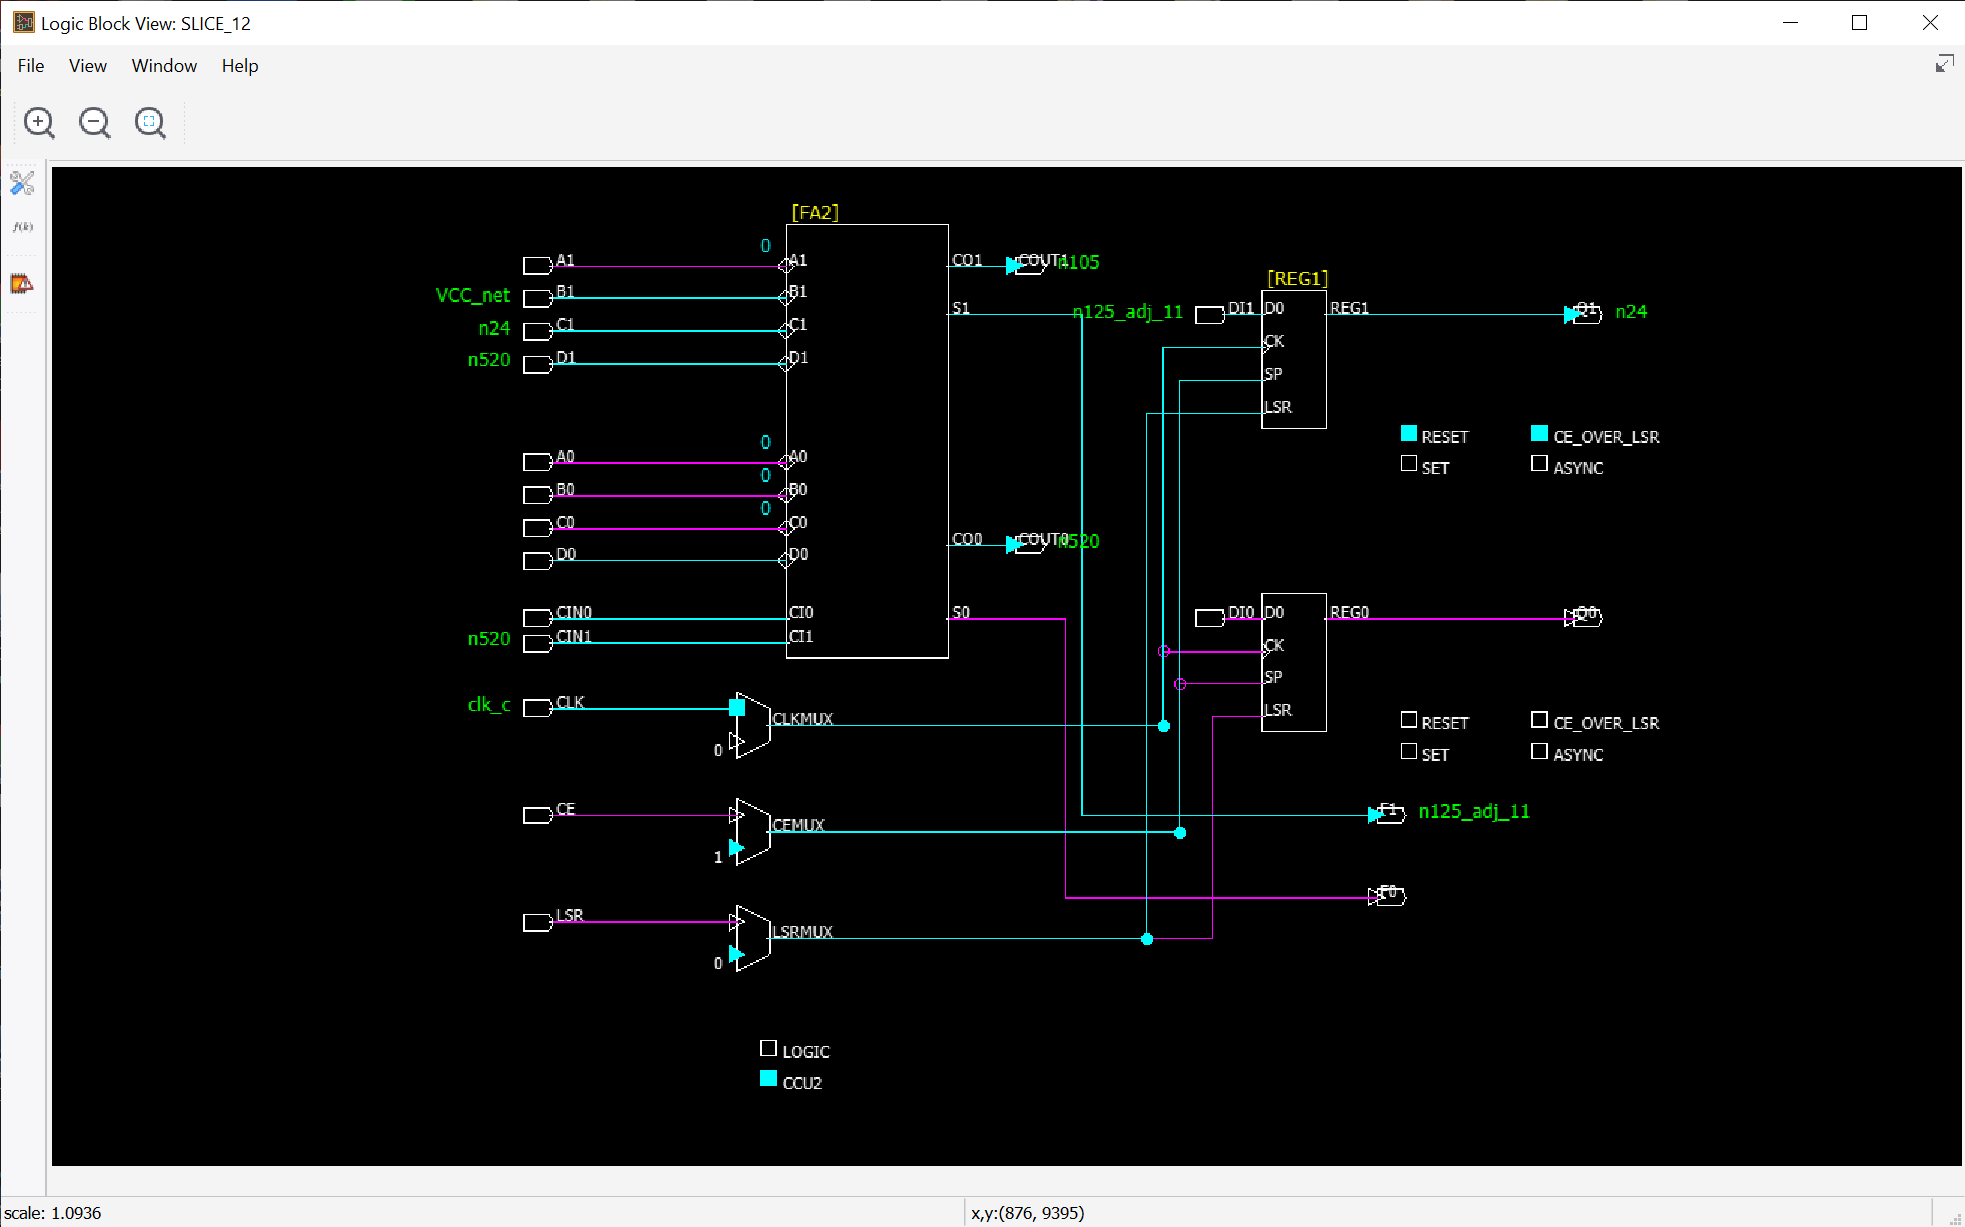 Logic Block View: SLICE_12
File View Window Help
f(k)
[FA2]
0
A1 A1 CO1 COUT1 n105
[REG1]
VCC_net B1 B1
S1 n125_adj_11 DI1 D0 REG1 Q1 n24
n24 C1 C1
CK
n520 D1 D1
SP
LSR
RESET CE_OVER_LSR
0
A0 A0
SET ASYNC
0
B0 B0
0
C0 C0
CO0 COUT0 n520
D0 D0
CIN0 CI0 S0 DI0 D0 REG0 Q0
n520 CIN1 CI1
CK
SP
clk_c CLK
LSR
CLKMUX RESET CE_OVER_LSR
0
SET ASYNC
CE F1 n125_adj_11
CEMUX
1
F0
LSR
LSRMUX
0
LOGIC
CCU2
scale: 1.0936 x,y:(876, 9395)